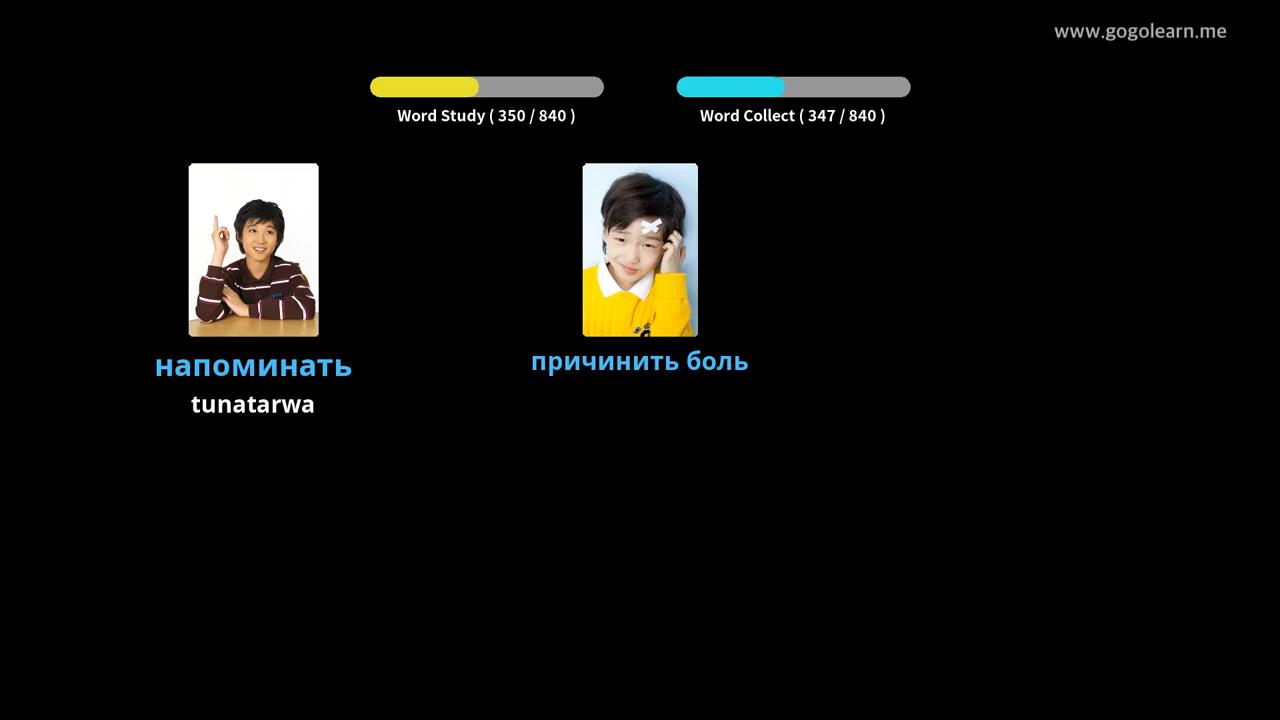 www.gogolearn.me
Word Study ( 350 / 840 )
Word Collect ( 347 / 840 )
напоминать
tunatarwa
причинить боль